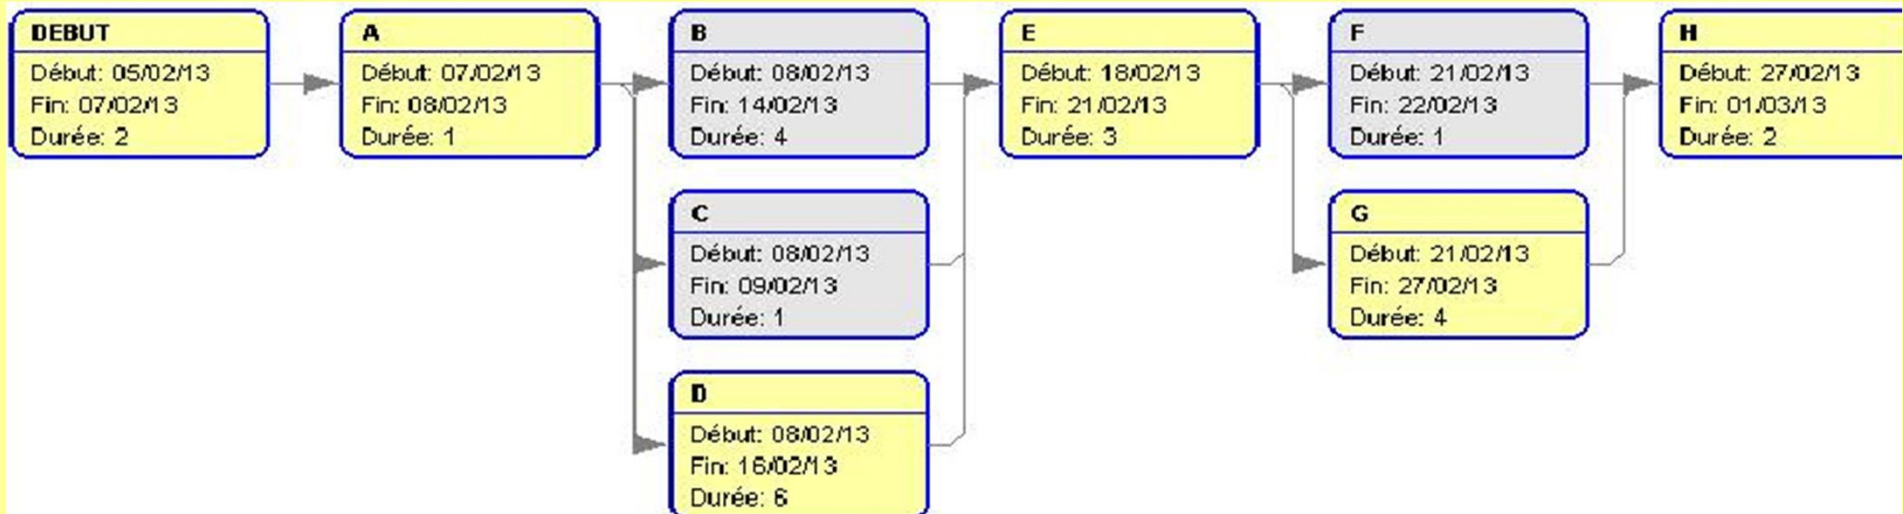 DEBUT
Début: 05/02/13
Fin: 07/02/13
Durée: 2
A
Début: 07/02/13
Fin: 08/02/13
Durée: 1
B
Début: 08/02/13
Fin: 14/02/13
Durée: 4
C
Début: 08/02/13
Fin: 09/02/13
Durée: 1
D
Début: 08/02/13
Fin: 16/02/13
Durée: 6
E
Début: 18/02/13
Fin: 21/02/13
Durée: 3
F
Début: 21/02/13
Fin: 22/02/13
Durée: 1
G
Début: 21/02/13
Fin: 27/02/13
Durée: 4
H
Début: 27/02/13
Fin: 01/03/13
Durée: 2